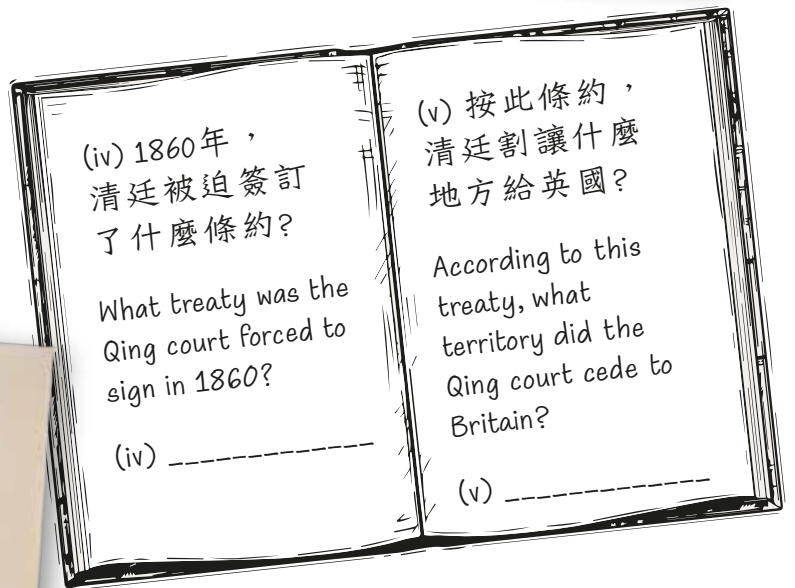 (iv) 1860年，
清廷被迫簽訂
了什麼條約？
What treaty was the
Qing court forced to
sign in 1860?
(iv) _____________
(v) 按此條約，
清廷割讓什麼
地方給英國？
According to this
treaty, what
territory did the
Qing court cede to
Britain?
(v) _____________